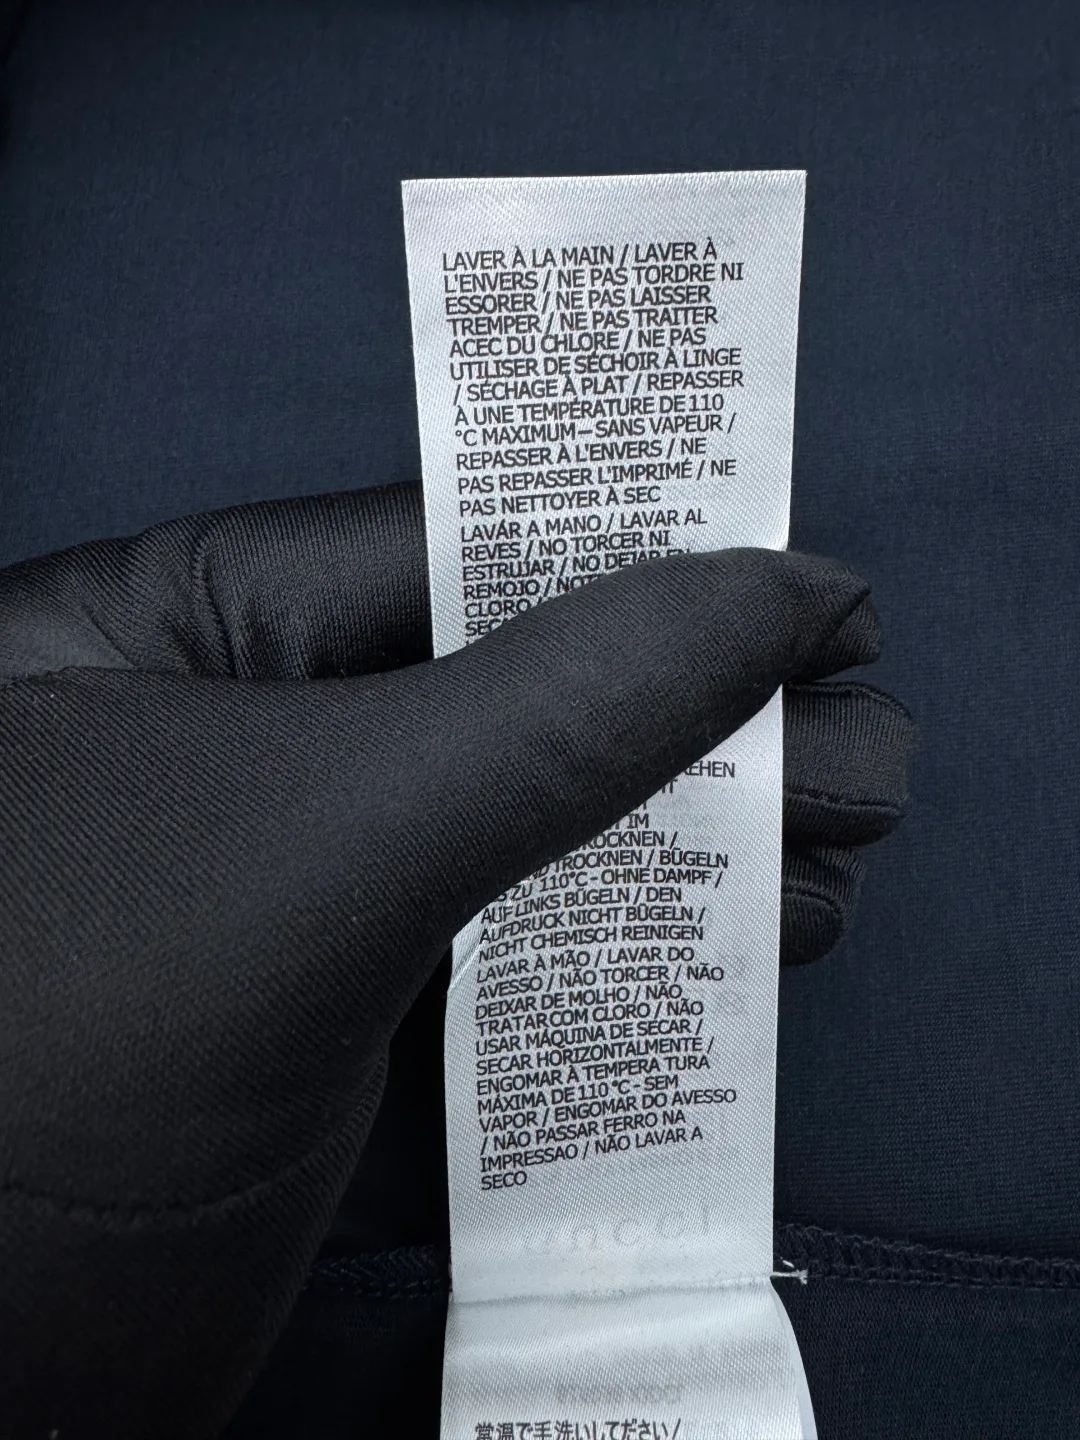 LAVER À LA MAIN / LAVER À
L'ENVERS / NE PAS TORDRE NI
ESSORER / NE PAS LAISSER
TREMPER / NE PAS TRAITER
ACEC DU CHLORE / NE PAS
UTILISER DE SÉCHOIR À LINGE
/ SÉCHAGE À PLAT / REPASSER
À UNE TEMPÉRATURE DE 110
°C MAXIMUM – SANS VAPEUR /
REPASSER À L'ENVERS / NE
PAS REPASSER L'IMPRIMÉ / NE
PAS NETTOYER À SEC
LAVÁR A MANO / LAVAR AL
REVES / NO TORCER NI
ESTRUJAR / NO DEJAR EN
REMOJO /
CLORO
TROCKNEN /
TROCKNEN / BÜGELN
ZU 110°C - OHNE DAMPF /
AUF LINKS BÜGELN / DEN
AUFDRUCK NICHT BÜGELN /
NICHT CHEMISCH REINIGEN
LAVAR À MÃO / LAVAR DO
AVESSO / NÃO TORCER / NÃO
DEIXAR DE MOLHO / NÃO
TRATAR COM CLORO / NÃO
USAR MÁQUINA DE SECAR /
SECAR HORIZONTALMENTE /
ENGOMAR À TEMPERA TURA
MÁXIMA DE 110 °C - SEM
VAPOR / ENGOMAR DO AVESSO
/ NÃO PASSAR FERRO NA
IMPRESSAO / NÃO LAVAR A
SECO
常温で手洗いしてださい/